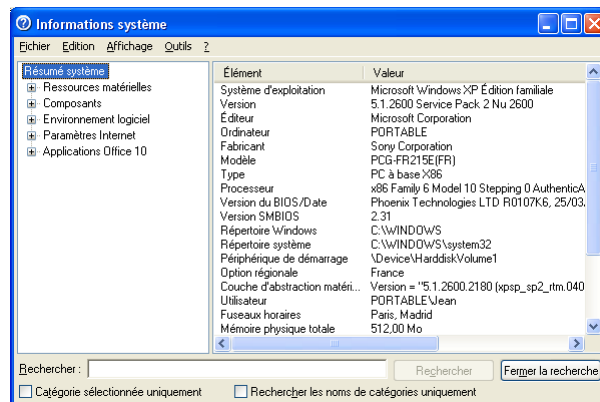 Informations système
Fichier Edition Affichage Outils ?
Résumé système
Ressources matérielles
Composants
Environnement logiciel
Paramètres Internet
Applications Office 10
Élément Valeur
Système d'exploitation Microsoft Windows XP Édition familiale
Version 5.1.2600 Service Pack 2 Nu 2600
Éditeur Microsoft Corporation
Ordinateur PORTABLE
Fabricant Sony Corporation
Modèle PCG-FR215E(FR)
Type PC à base X86
Processeur x86 Family 6 Model 10 Stepping 0 AuthenticA
Version du BIOS/Date Phoenix Technologies LTD R0107K6, 25/03.
Version SMBIOS 2.31
Répertoire Windows C:\WINDOWS
Répertoire système C:\WINDOWS\system32
Périphérique de démarrage \Device\HarddiskVolume1
Option régionale France
Couche d'abstraction matéri... Version = "5.1.2600.2180 (xpsp_sp2_rtm.040
Utilisateur PORTABLE\Jean
Fuseaux horaires Paris, Madrid
Mémoire physique totale 512,00 Mo
Rechercher : Rechercher Fermer la recherche
Catégorie sélectionnée uniquement Rechercher les noms de catégories uniquement